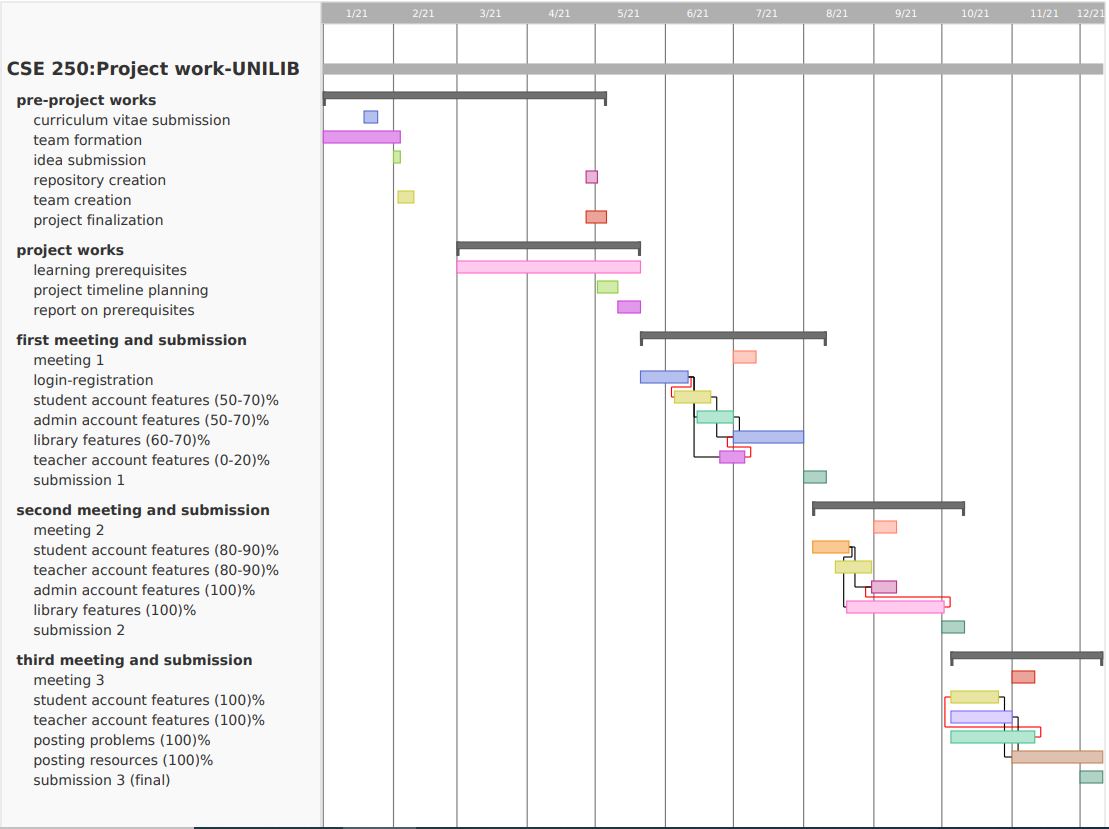 1/21 2/21 3/21 4/21 5/21 6/21 7/21 8/21 9/21 10/21 11/21 12/21
CSE 250:Project work-UNILIB
pre-project works
curriculum vitae submission
team formation
idea submission
repository creation
team creation
project finalization
project works
learning prerequisites
project timeline planning
report on prerequisites
first meeting and submission
meeting 1
login-registration
student account features (50-70)%
admin account features (50-70)%
library features (60-70)%
teacher account features (0-20)%
submission 1
second meeting and submission
meeting 2
student account features (80-90)%
teacher account features (80-90)%
admin account features (100)%
library features (100)%
submission 2
third meeting and submission
meeting 3
student account features (100)%
teacher account features (100)%
posting problems (100)%
posting resources (100)%
submission 3 (final)